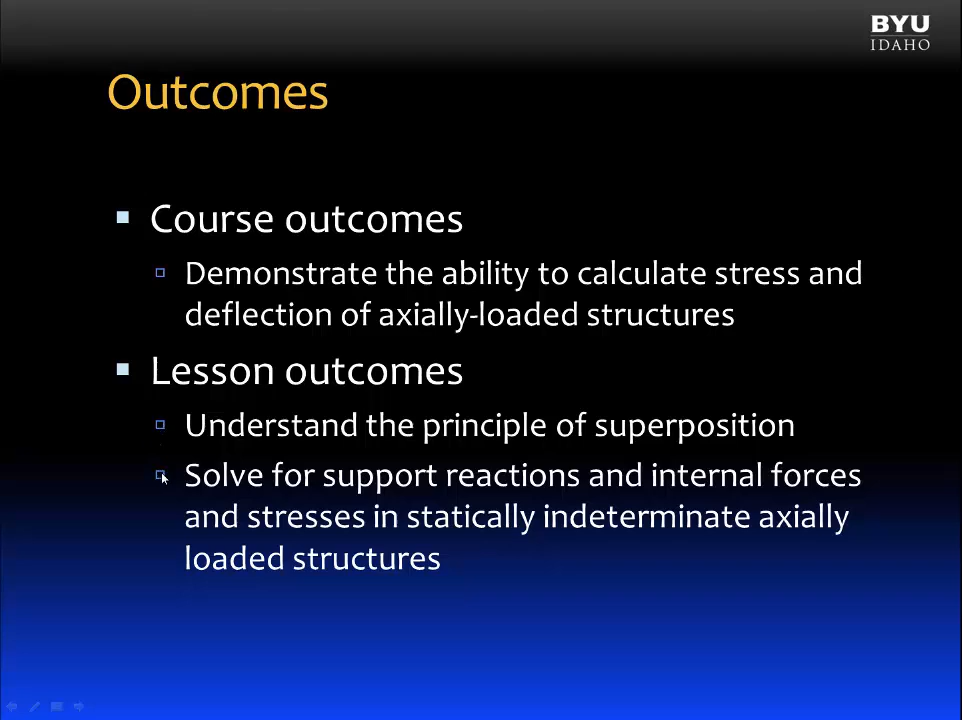 BYU
IDAHO
Outcomes
Course outcomes
Demonstrate the ability to calculate stress and
deflection of axially-loaded structures
Lesson outcomes
Understand the principle of superposition
Solve for support reactions and internal forces
and stresses in statically indeterminate axially
loaded structures